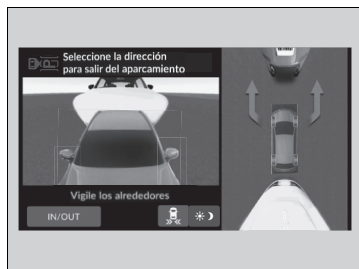 Seleccione la dirección
para salir del aparcamiento
Vigile los alrededores
IN/OUT